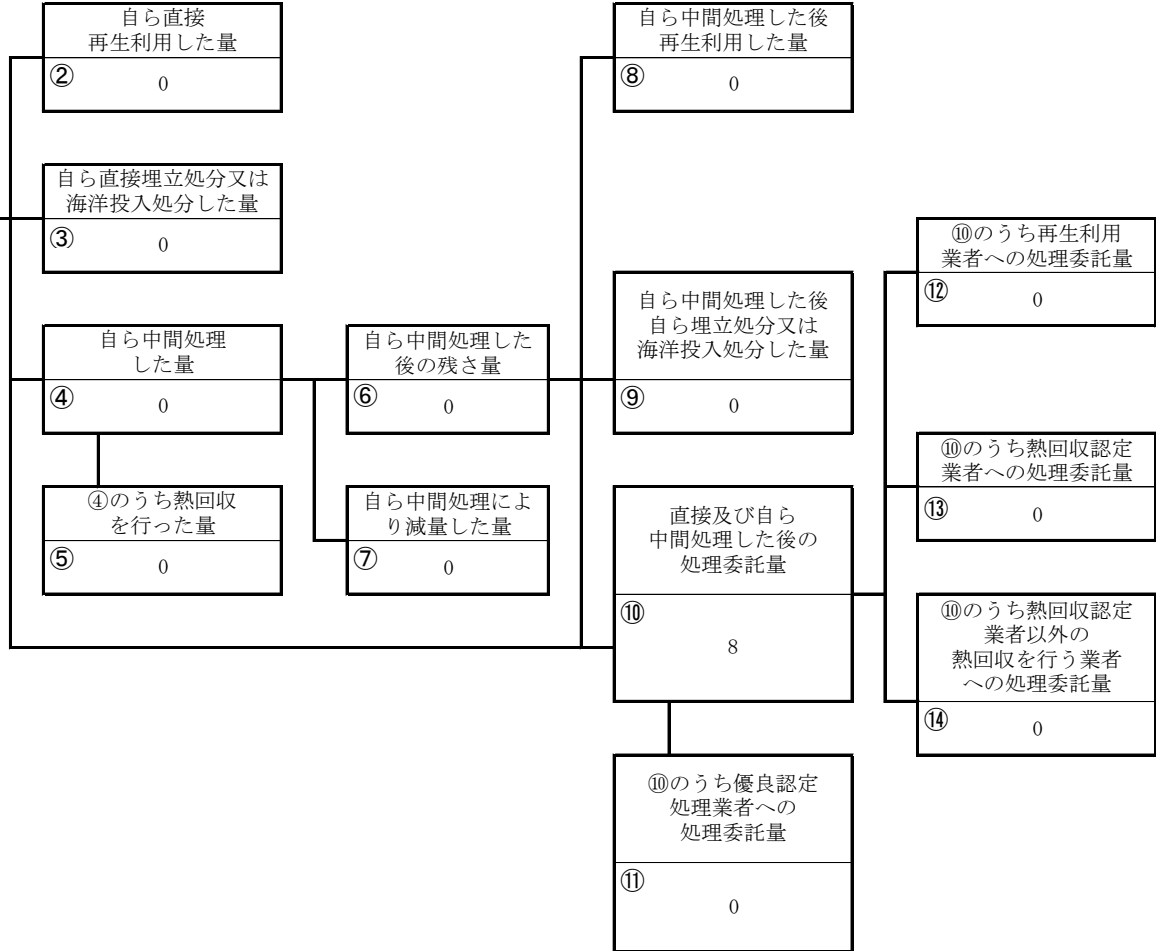 自ら直接
再生利用した量
②
0
自ら中間処理した後
再生利用した量
⑧
0
自ら直接埋立処分又は
海洋投入処分した量
③
0
⑩のうち再生利用
業者への処理委託量
⑫
0
自ら中間処理
した量
④
0
自ら中間処理した
後の残さ量
⑥
0
自ら中間処理した後
自ら埋立処分又は
海洋投入処分した量
⑨
0
⑩のうち熱回収認定
業者への処理委託量
⑬
0
④のうち熱回収
を行った量
⑤
0
自ら中間処理によ
り減量した量
⑦
0
直接及び自ら
中間処理した後の
処理委託量
⑩
8
⑩のうち熱回収認定
業者以外の
熱回収を行う業者
への処理委託量
⑭
0
⑩のうち優良認定
処理業者への
処理委託量
⑪
0